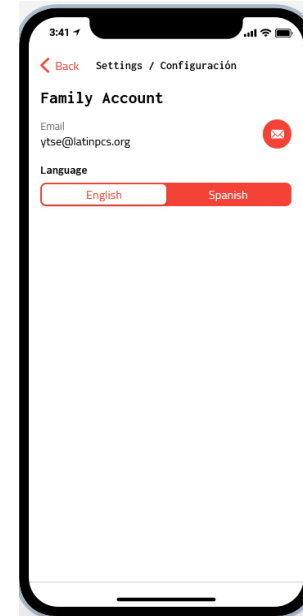 3:41
Back Settings / Configuración
Family Account
Email
ytse@latinpcs.org
Language
English Spanish